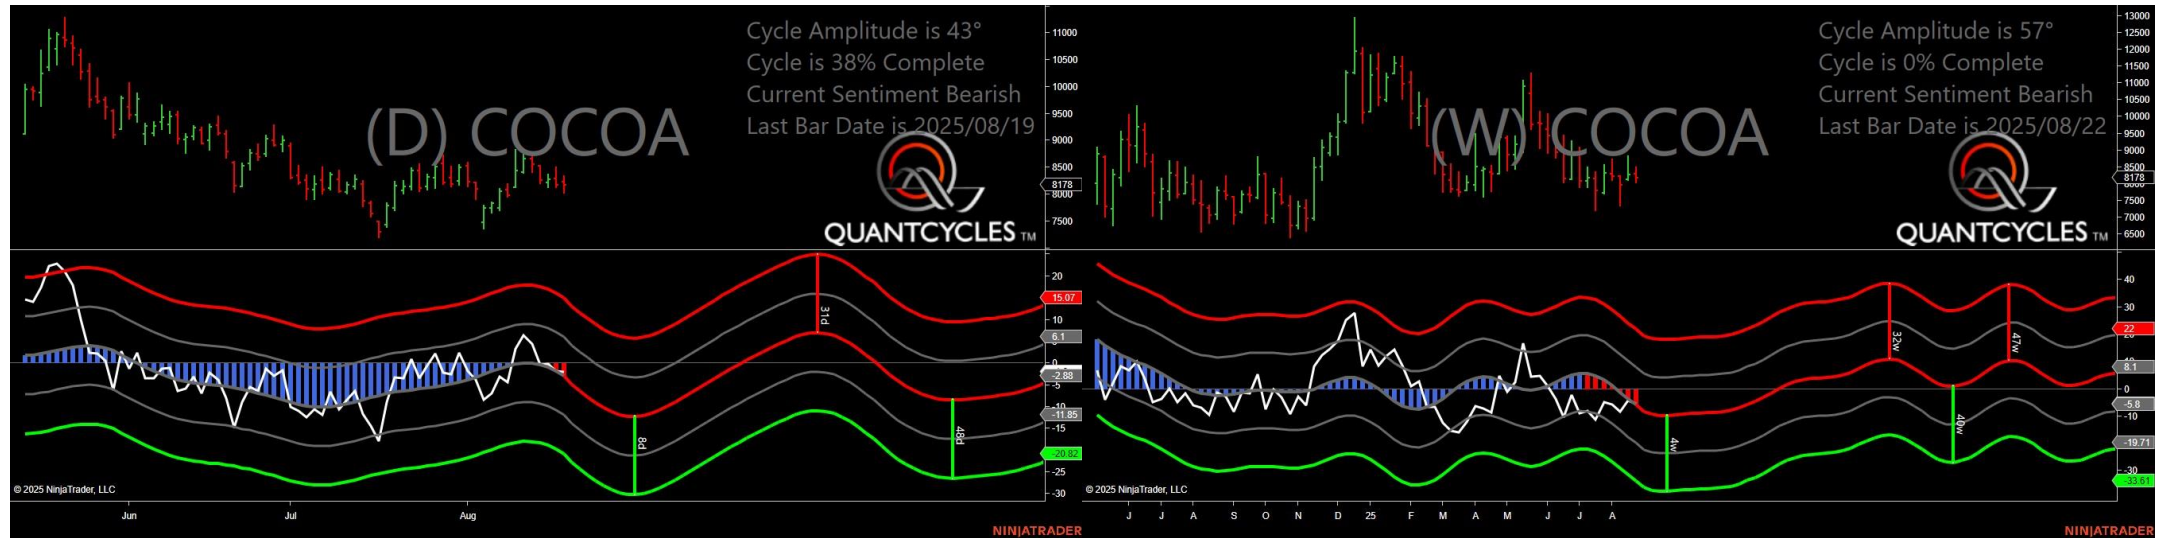 Cycle Amplitude is 43°
Cycle is 38% Complete
Current Sentiment Bearish
Last Bar Date is 2025/08/19
(D) COCOA
QUANTCYCLES TM
11000
10500
10000
9500
9000
8500
8178
8000
7500
20
15.07
10
6.1
0
-2.88
-5
-10
-11.85
-15
-20.82
-25
-30
31d
8d
48d
© 2025 NinjaTrader, LLC
Jun
Jul
Aug
NINJATRADER
Cycle Amplitude is 57°
Cycle is 0% Complete
Current Sentiment Bearish
Last Bar Date is 2025/08/22
(W) COCOA
QUANTCYCLES TM
13000
12500
12000
11500
11000
10500
10000
9500
9000
8500
8178
8000
7500
7000
6500
40
30
22
10
8.1
0
-5.8
-10
-19.71
-30
-33.61
32w
47w
4w
40w
© 2025 NinjaTrader, LLC
J
J
A
S
O
N
D
25
F
M
A
M
J
J
A
NINJATRADER